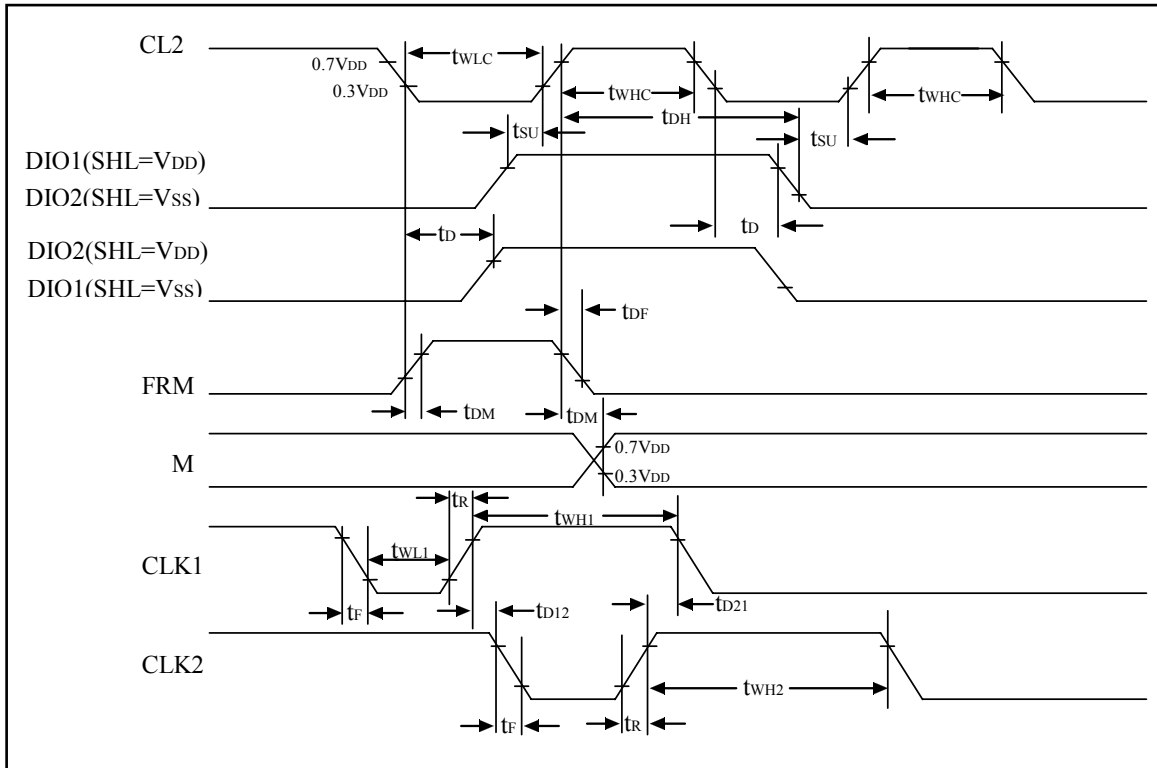 CL2
0.7VDD
tWLC
0.3VDD
tWHC
tWHC
tDH
tSU
tSU
DIO1(SHL=VDD)
DIO2(SHL=VSS)
tD
tD
DIO2(SHL=VDD)
DIO1(SHL=VSS)
tDF
FRM
tDM
tDM
0.7VDD
M
0.3VDD
tR
tWH1
tWL1
CLK1
tF
tD12
tD21
CLK2
tWH2
tF
tR